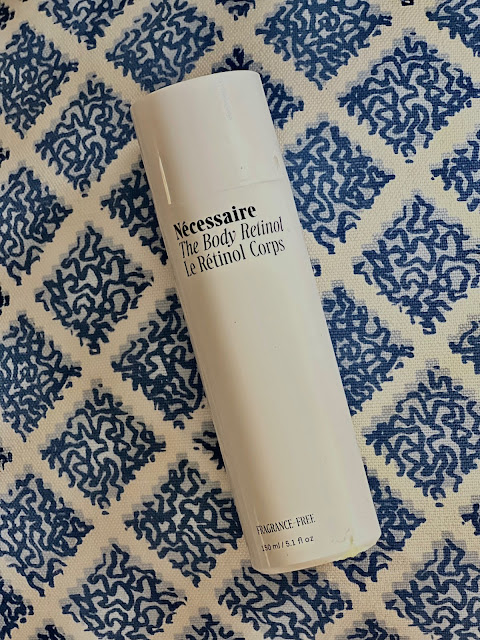 Nécessaire
The Body Retinol
Le Rétinol Corps
FRAGRANCE-FREE
150 ml / 5.1 fl oz